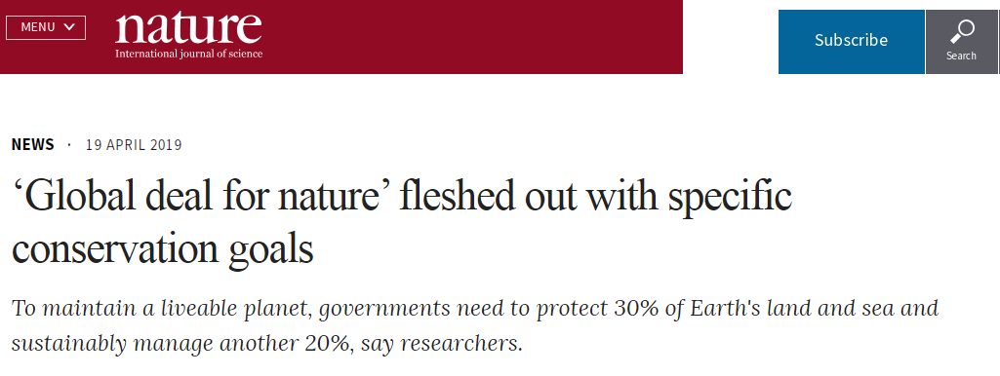 MENU
nature
International journal of science
Subscribe
Search
NEWS · 19 APRIL 2019
‘Global deal for nature’ fleshed out with specific
conservation goals
To maintain a liveable planet, governments need to protect 30% of Earth's land and sea and
sustainably manage another 20%, say researchers.